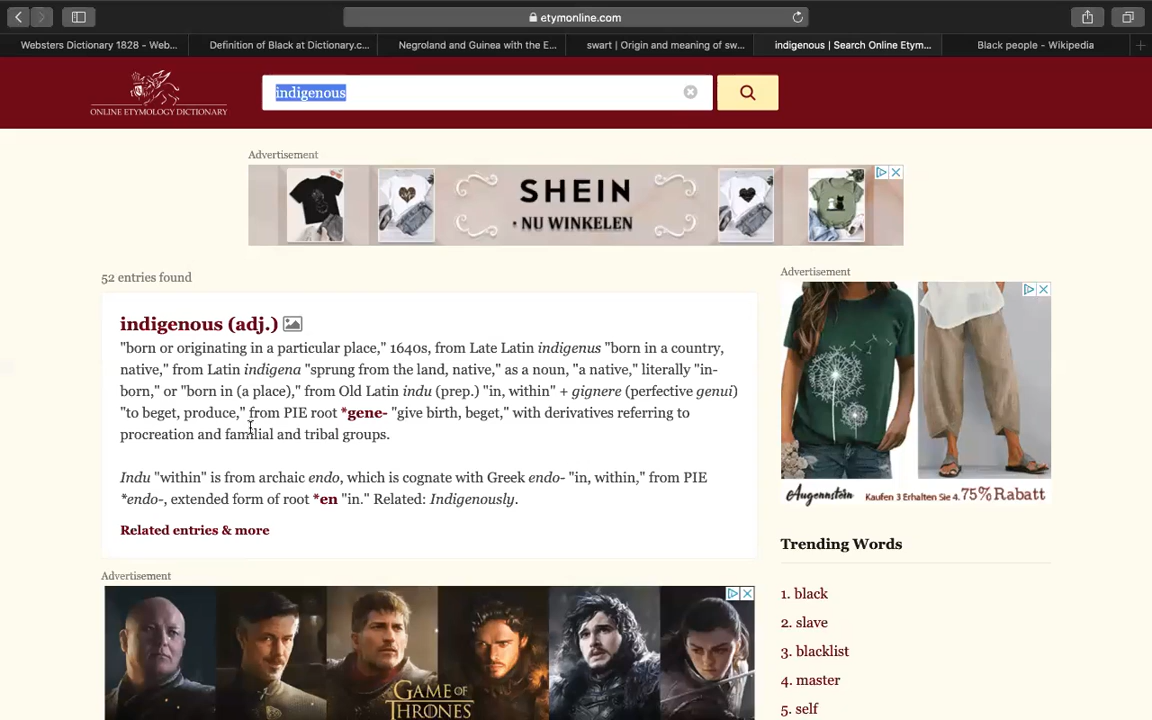 etymonline.com
Websters Dictionary 1828 - Web...
Definition of Black at Dictionary.c...
Negroland and Guinea with the E...
swart | Origin and meaning of sw...
indigenous | Search Online Etym...
Black people - Wikipedia
ONLINE ETYMOLOGY DICTIONARY
indigenous
Advertisement
SHEIN
· NU WINKELEN
52 entries found
Advertisement
indigenous (adj.)
"born or originating in a particular place," 1640s, from Late Latin indigenus "born in a country,
native," from Latin indigena "sprung from the land, native," as a noun, "a native," literally "in-
born," or "born in (a place)," from Old Latin indu (prep.) "in, within" + gignere (perfective genui)
"to beget, produce," from PIE root *gene- "give birth, beget," with derivatives referring to
procreation and familial and tribal groups.
Indu "within" is from archaic endo, which is cognate with Greek endo- "in, within," from PIE
*endo-, extended form of root *en "in." Related: Indigenously.
Related entries & more
Augennstern Kaufen 3 Erhalten Sie 4. 75% Rabatt
Trending Words
1. black
2. slave
3. blacklist
4. master
5. self
Advertisement
GAME OF
THRONES